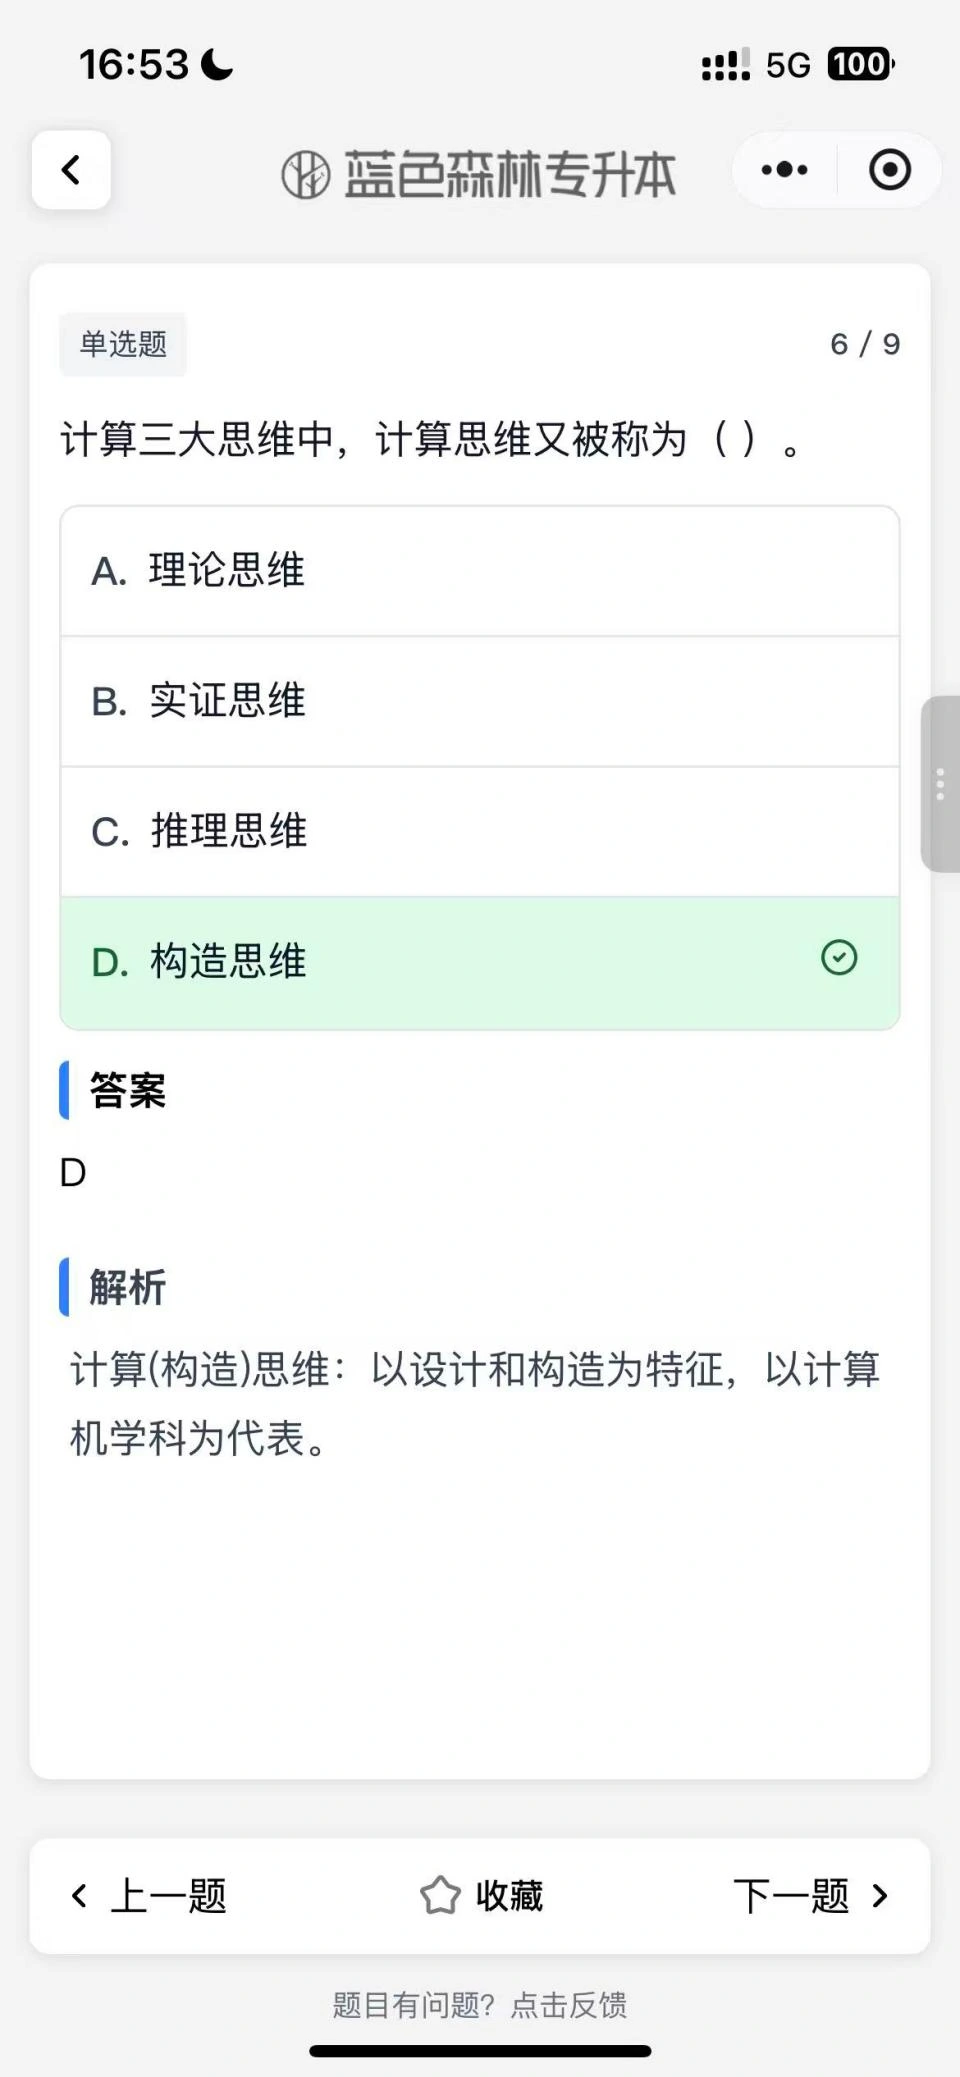 16:53
5G 100
蓝色森林专升本
单选题
6 / 9
计算三大思维中，计算思维又被称为（ ）。
A. 理论思维
B. 实证思维
C. 推理思维
D. 构造思维
答案
D
解析
计算(构造)思维：以设计和构造为特征，以计算
机学科为代表。
上一题 收藏 下一题
题目有问题？点击反馈